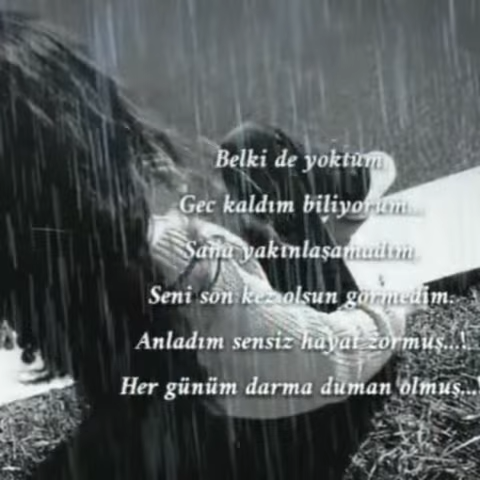 Belki de yoktum
Gec kaldım biliyorum...
Sana yakınlaşamadım
Seni son kez olsun görmedim.
Anladım sensiz hayat zormuş...!
Her günüm darma duman olmuş...!